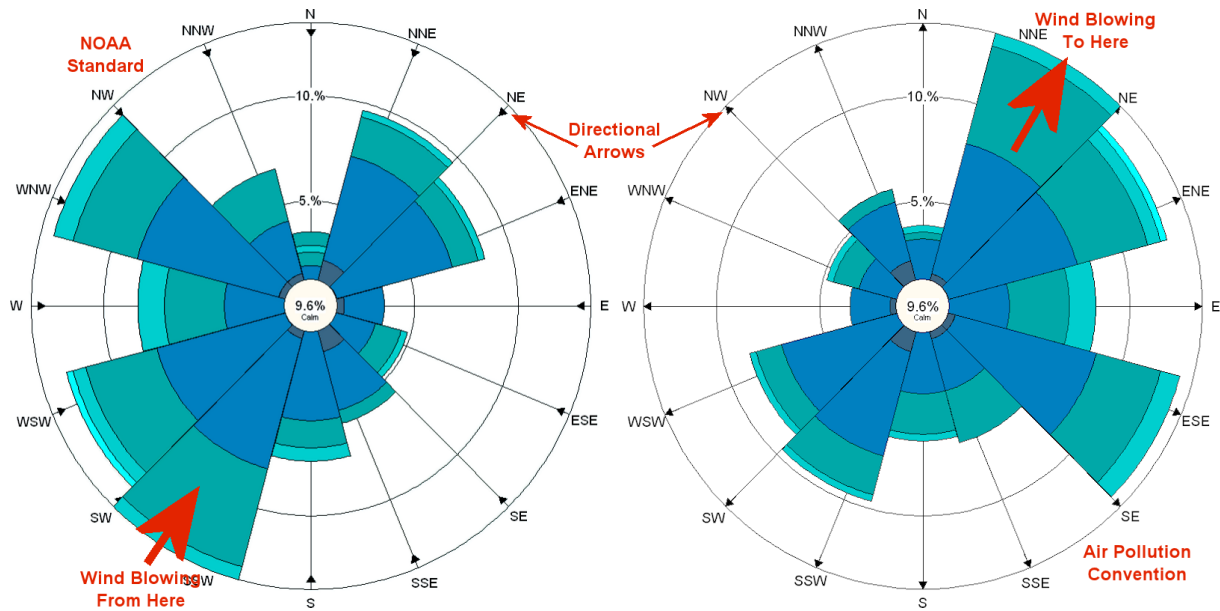 N
NNW
NNE
NOAA
Standard
NW
NE
10.%
WNW
ENE
5.%
W
9.6%
Calm
E
WSW
ESE
SW
SE
SSW
SSE
Wind Blowing
From Here
S
Directional
Arrows
N
NNW
NNE
Wind Blowing
To Here
NW
NE
10.%
WNW
ENE
5.%
W
9.6%
Calm
E
WSW
ESE
SW
SE
SSW
SSE
S
Air Pollution
Convention